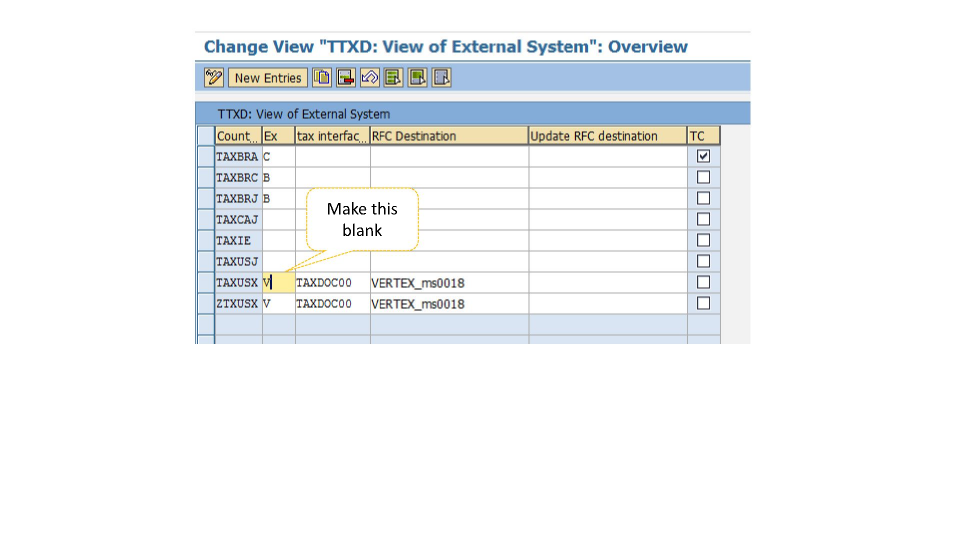 Change View "TTXD: View of External System": Overview
New Entries
TTXD: View of External System
Count.. Ex tax interfac.. RFC Destination Update RFC destination TC
TAXBRA C
TAXBRC B
TAXBRJ B
TAXCAJ
TAXIE
TAXUSJ
TAXUSX V TAXDOC00 VERTEX_ms0018
ZTXUSX V TAXDOC00 VERTEX_ms0018
Make this
blank